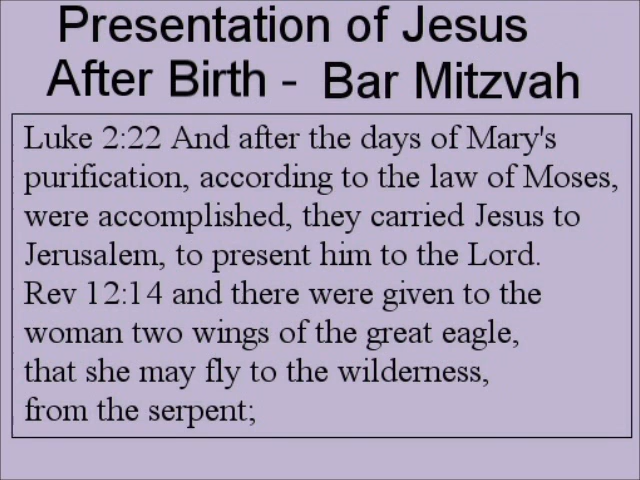 Presentation of Jesus
After Birth - Bar Mitzvah
Luke 2:22 And after the days of Mary's
purification, according to the law of Moses,
were accomplished, they carried Jesus to
Jerusalem, to present him to the Lord.
Rev 12:14 and there were given to the
woman two wings of the great eagle,
that she may fly to the wilderness,
from the serpent;